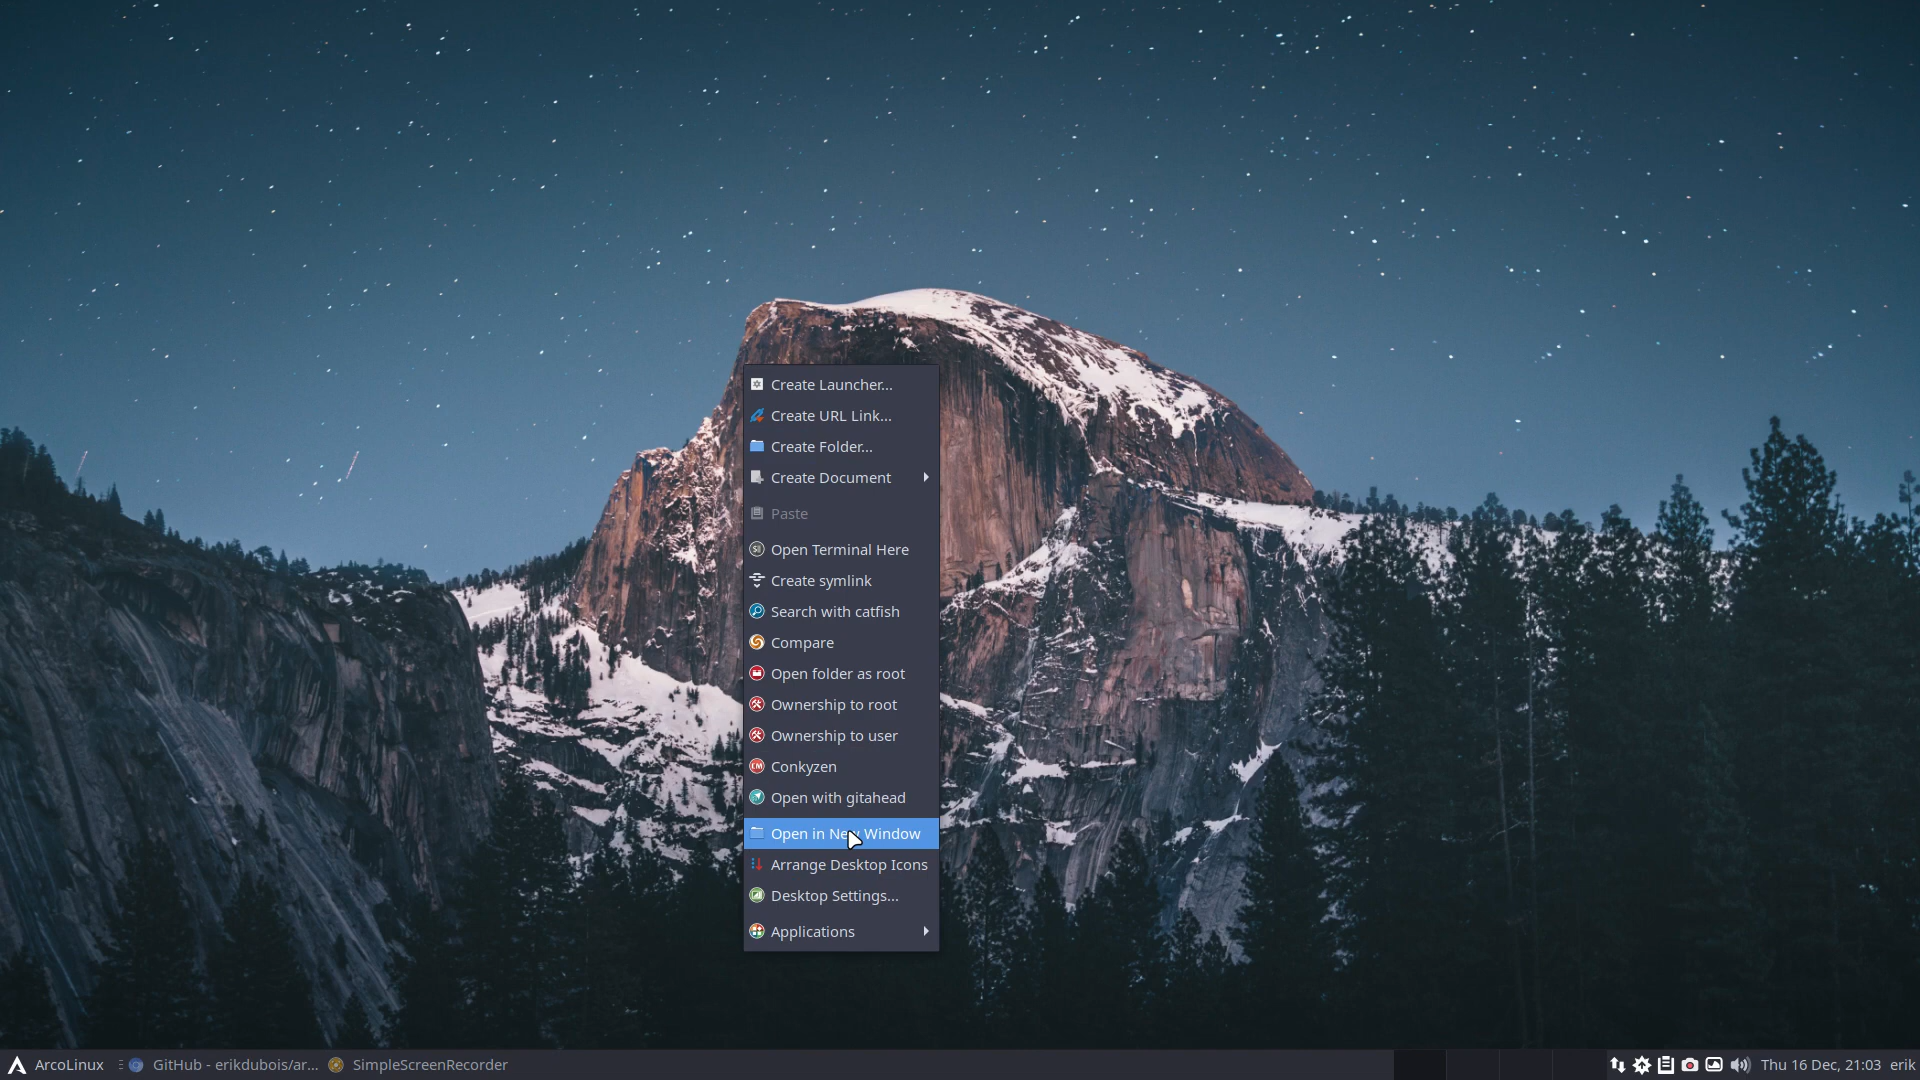 Create Launcher...
Create URL Link...
Create Folder...
Create Document
Paste
Open Terminal Here
Create symlink
Search with catfish
Compare
Open folder as root
Ownership to root
Ownership to user
Conkyzen
Open with gitahead
Open in New Window
Arrange Desktop Icons
Desktop Settings...
Applications
ArcoLinux GitHub - erikdubois/ar... SimpleScreenRecorder Thu 16 Dec, 21:03 erik